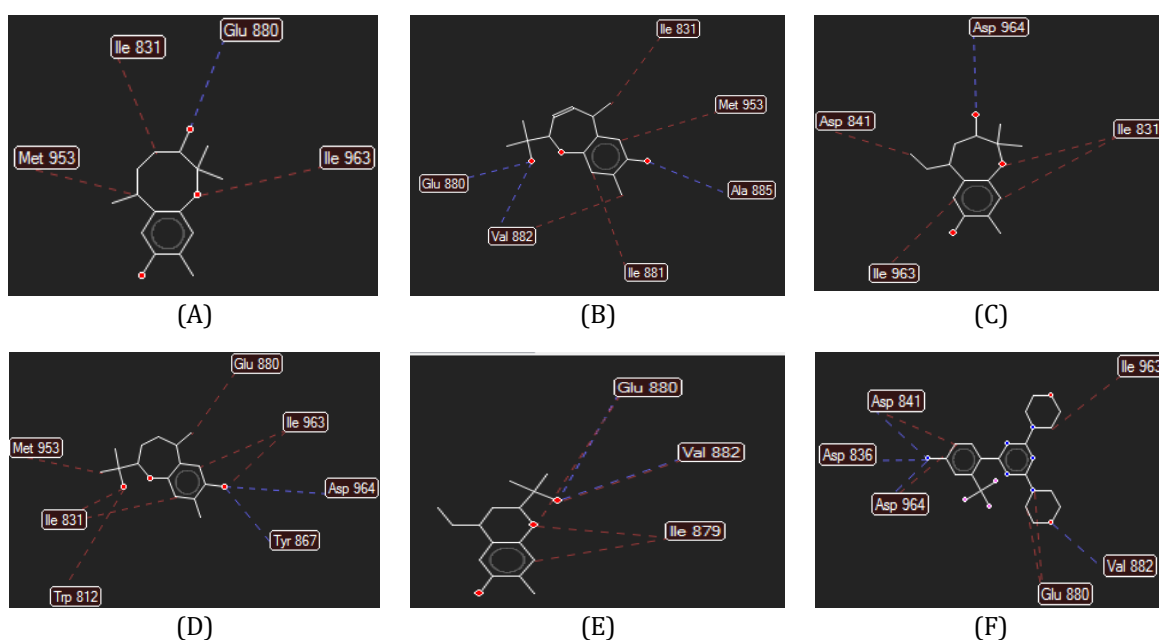 Glu 880
Ile 831
Met 953
Ile 963
(A)
Ile 831
Met 953
Glu 880
Ala 885
Val 882
Ile 881
(B)
Asp 964
Asp 841
Ile 831
Ile 963
(C)
Glu 880
Ile 963
Met 953
Asp 964
Ile 831
Tyr 867
Trp 812
(D)
Glu 880
Val 882
Ile 879
(E)
Ile 963
Asp 841
Asp 836
Asp 964
Val 882
Glu 880
(F)